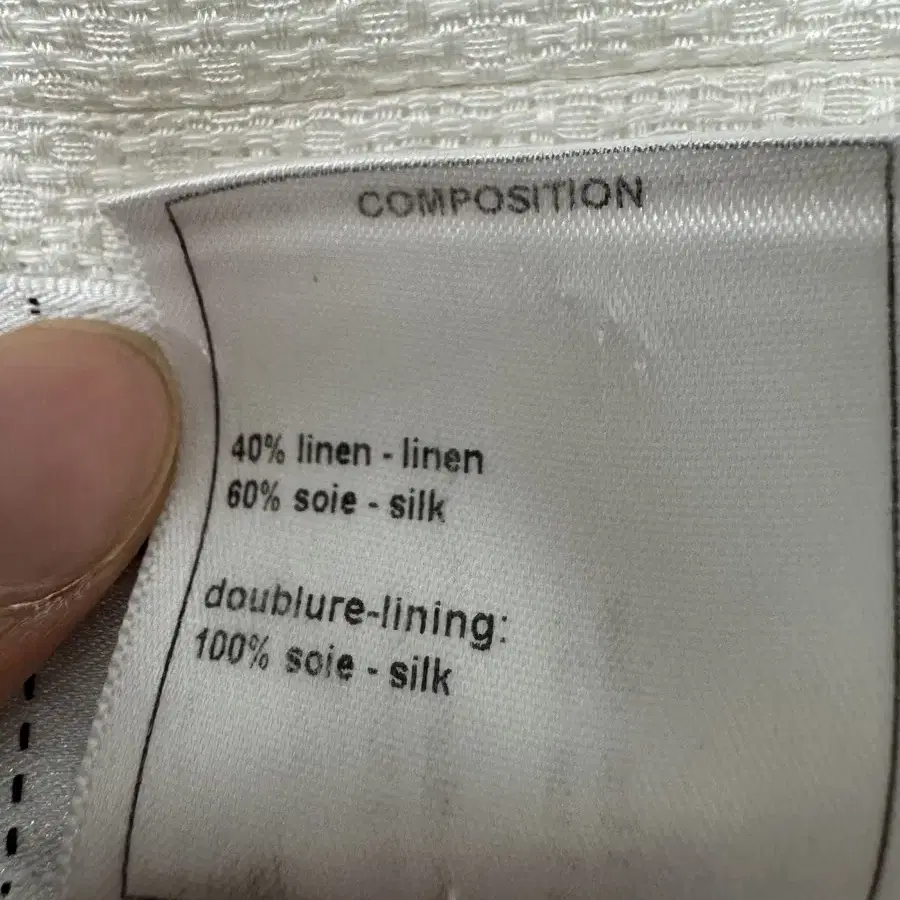 COMPOSITION
40% linen - linen
60% soie - silk
doublure-lining:
100% soie - silk